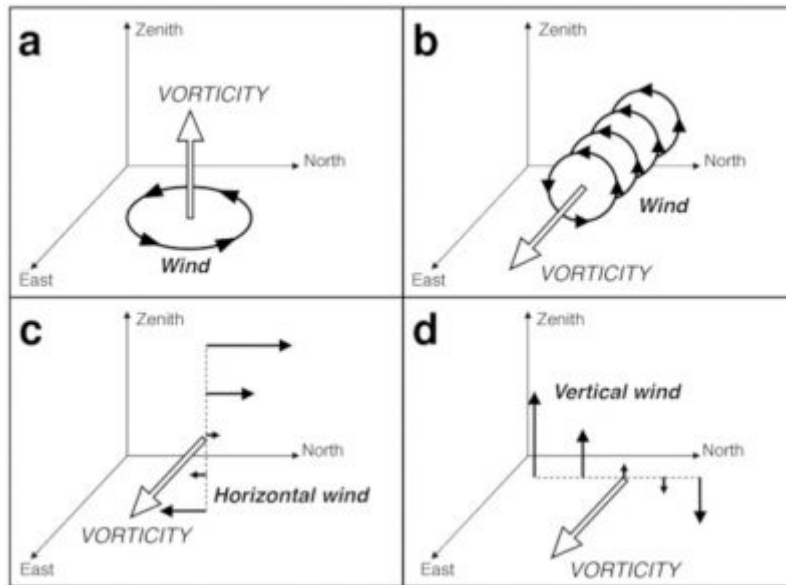 a
Zenith
VORTICITY
North
Wind
East
b
Zenith
North
Wind
East
VORTICITY
c
Zenith
North
Horizontal wind
VORTICITY
East
d
Zenith
Vertical wind
North
VORTICITY
East